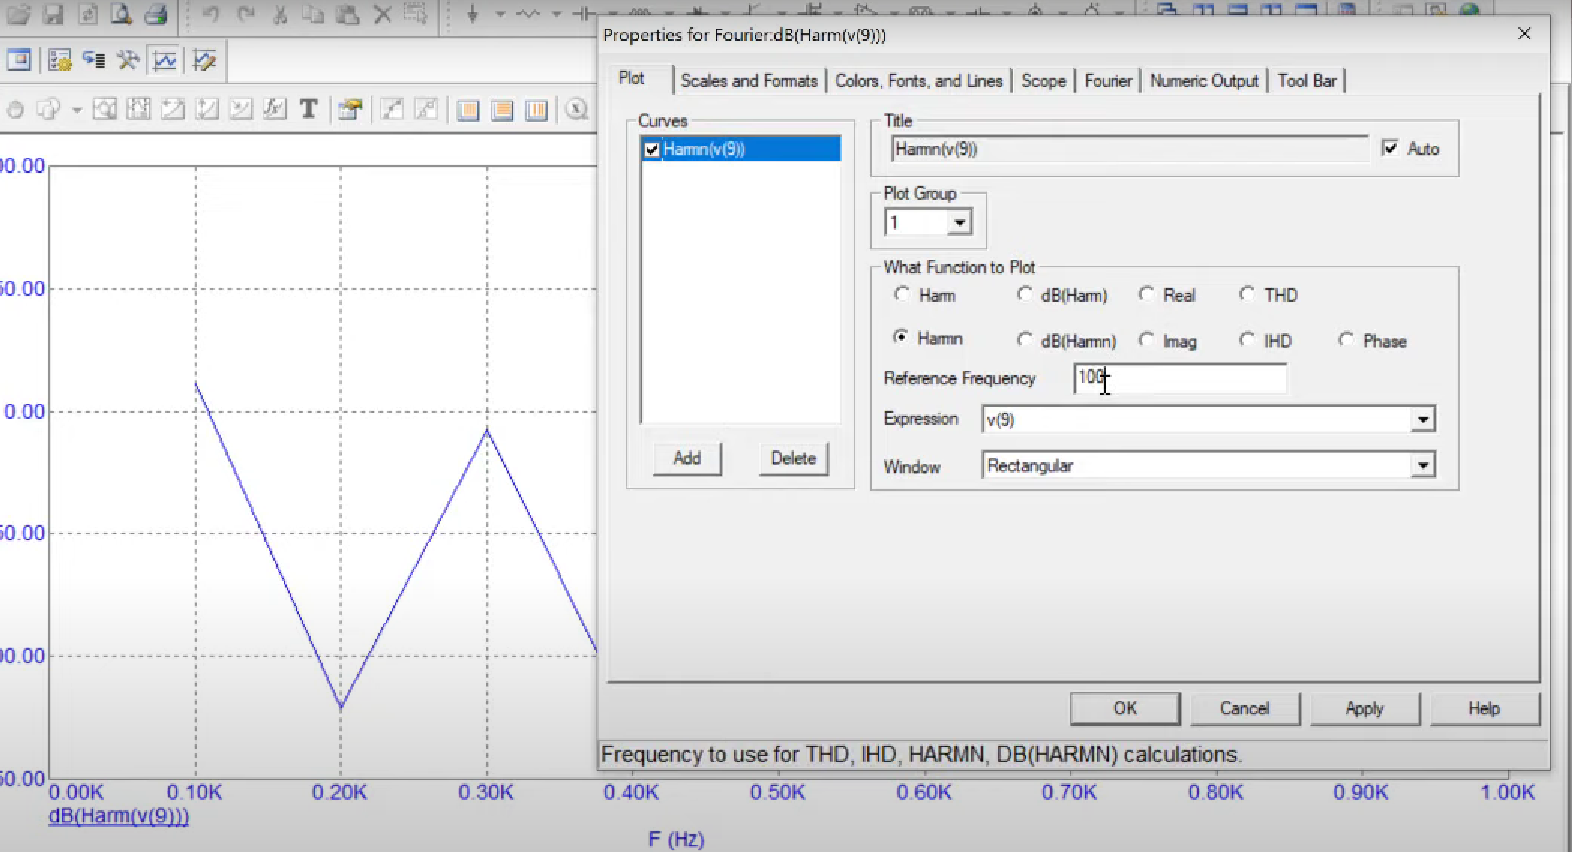 Properties for Fourier:dB(Harm(v(9)))
Plot
Scales and Formats
Colors, Fonts, and Lines
Scope
Fourier
Numeric Output
Tool Bar
T
Curves
Harmn(v(9))
Add
Delete
Title
Harmn(v(9))
Auto
Plot Group
1
What Function to Plot
Harm
dB(Harm)
Real
THD
Harmn
dB(Harmn)
Imag
IHD
Phase
Reference Frequency
100
Expression
v(9)
Window
Rectangular
OK
Cancel
Apply
Help
Frequency to use for THD, IHD, HARMN, DB(HARMN) calculations.
00.00
50.00
0.00
50.00
00.00
50.00
0.00K 0.10K 0.20K 0.30K 0.40K 0.50K 0.60K 0.70K 0.80K 0.90K 1.00K
dB(Harm(v(9)))
F (Hz)